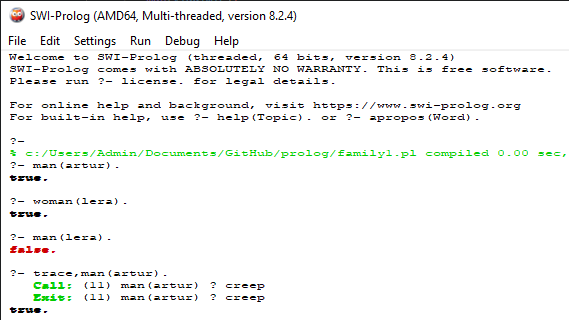 SWI-Prolog (AMD64, Multi-threaded, version 8.2.4)
File Edit Settings Run Debug Help
Welcome to SWI-Prolog (threaded, 64 bits, version 8.2.4)
SWI-Prolog comes with ABSOLUTELY NO WARRANTY. This is free software.
Please run ?- license. for legal details.
For online help and background, visit https://www.swi-prolog.org
For built-in help, use ?- help(Topic). or ?- apropos(Word).
?-
% c:/Users/Admin/Documents/GitHub/prolog/family1.pl compiled 0.00 sec,
?- man(artur).
true.
?- woman(lera).
true.
?- man(lera).
false.
?- trace,man(artur).
Call: (11) man(artur) ? creep
Exit: (11) man(artur) ? creep
true.